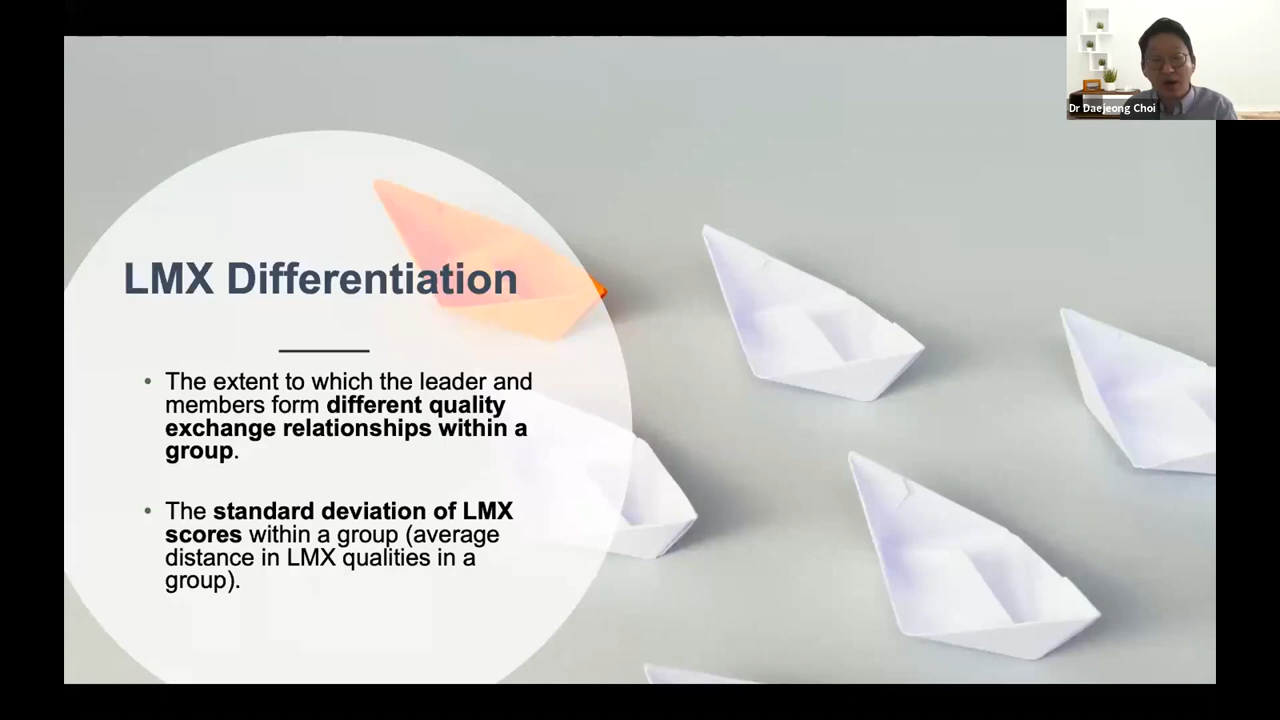 Dr Daejeong Choi
LMX Differentiation
• The extent to which the leader and
members form different quality
exchange relationships within a
group.
• The standard deviation of LMX
scores within a group (average
distance in LMX qualities in a
group).